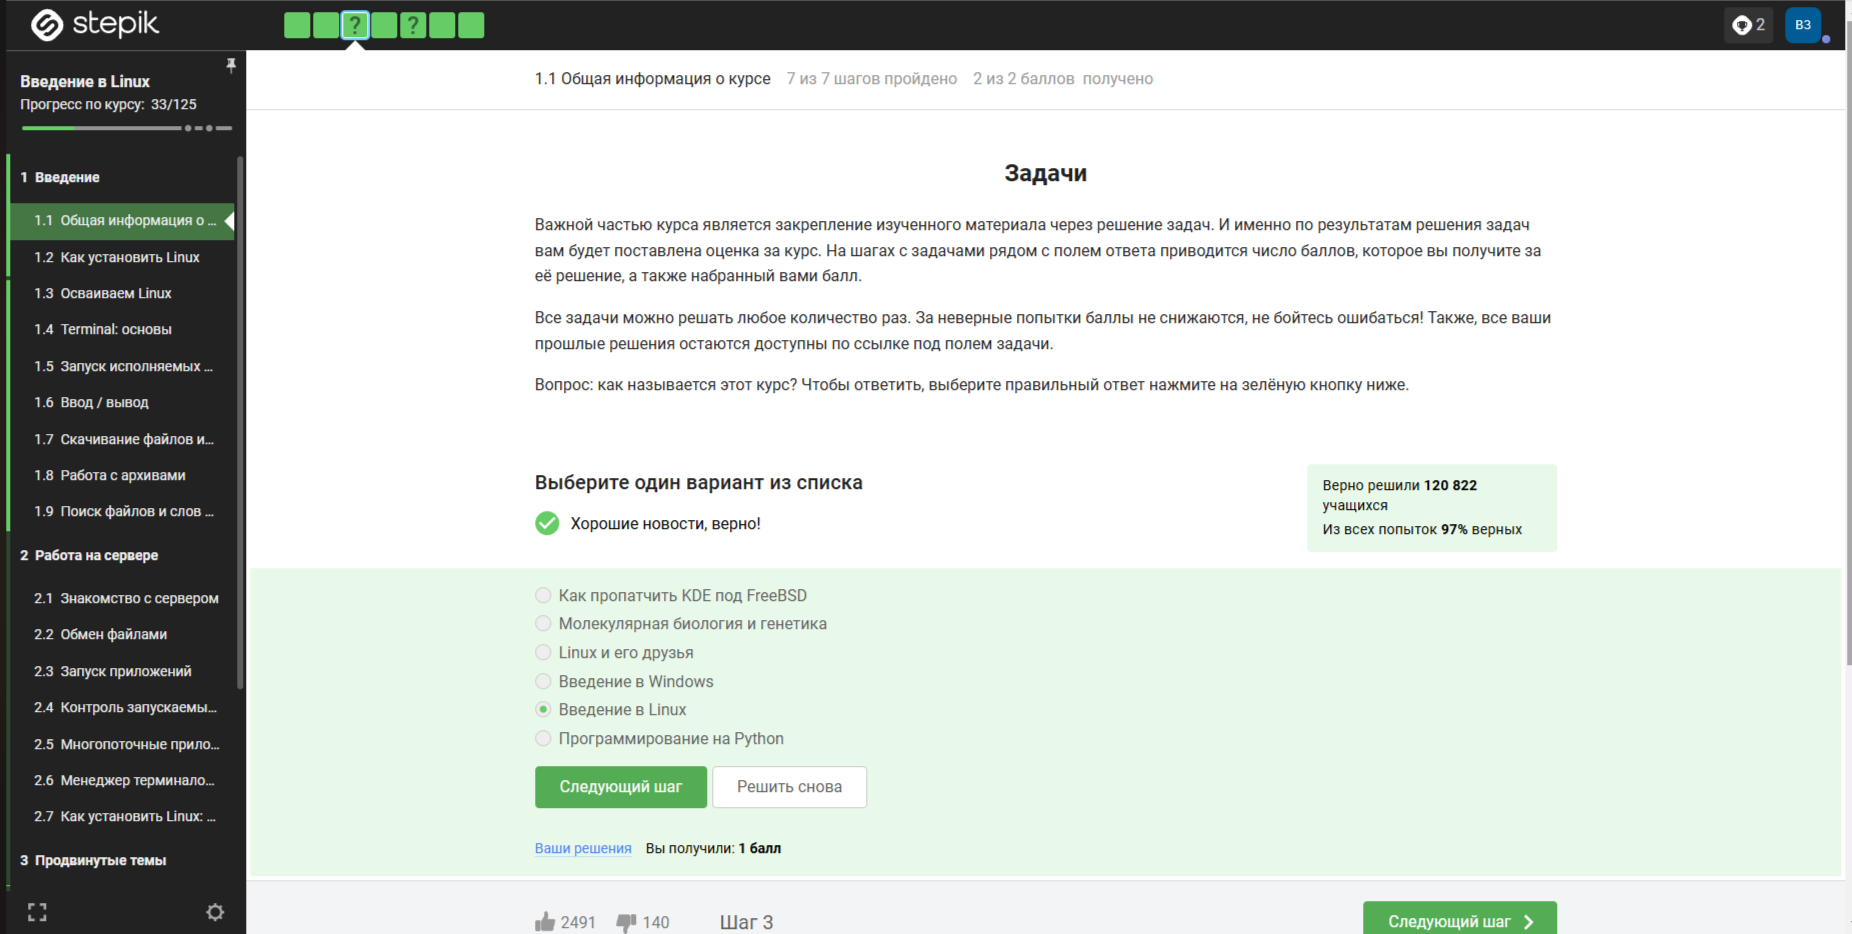 stepik
? ?
2
ВЗ
Введение в Linux
Прогресс по курсу: 33/125
1 Введение
1.1 Общая информация о ...
1.2 Как установить Linux
1.3 Осваиваем Linux
1.4 Terminal: основы
1.5 Запуск исполняемых ...
1.6 Ввод / вывод
1.7 Скачивание файлов и...
1.8 Работа с архивами
1.9 Поиск файлов и слов ...
2 Работа на сервере
2.1 Знакомство с сервером
2.2 Обмен файлами
2.3 Запуск приложений
2.4 Контроль запускаемы...
2.5 Многопоточные прило...
2.6 Менеджер терминало...
2.7 Как установить Linux: ...
3 Продвинутые темы
1.1 Общая информация о курсе 7 из 7 шагов пройдено 2 из 2 баллов получено
Задачи
Важной частью курса является закрепление изученного материала через решение задач. И именно по результатам решения задач
вам будет поставлена оценка за курс. На шагах с задачами рядом с полем ответа приводится число баллов, которое вы получите за
её решение, а также набранный вами балл.
Все задачи можно решать любое количество раз. За неверные попытки баллы не снижаются, не бойтесь ошибаться! Также, все ваши
прошлые решения остаются доступны по ссылке под полем задачи.
Вопрос: как называется этот курс? Чтобы ответить, выберите правильный ответ нажмите на зелёную кнопку ниже.
Выберите один вариант из списка
Хорошие новости, верно!
Верно решили 120 822
учащихся
Из всех попыток 97% верных
Как пропатчить KDE под FreeBSD
Молекулярная биология и генетика
Linux и его друзья
Введение в Windows
Введение в Linux
Программирование на Python
Следующий шаг Решить снова
Ваши решения Вы получили: 1 балл
2491 140 Шаг 3 Следующий шаг